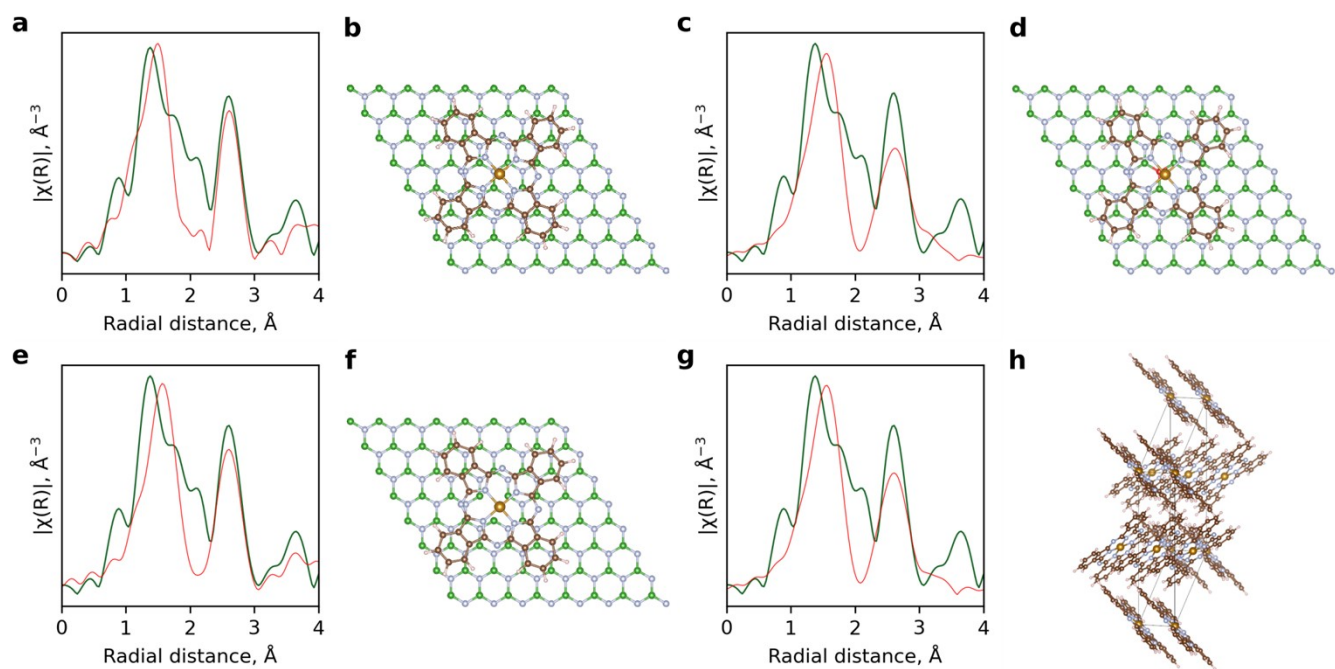 a
b
c
d
|χ(R)|, Å⁻³
|χ(R)|, Å⁻³
0 1 2 3 4
0 1 2 3 4
Radial distance, Å
Radial distance, Å
e
f
g
h
|χ(R)|, Å⁻³
|χ(R)|, Å⁻³
0 1 2 3 4
0 1 2 3 4
Radial distance, Å
Radial distance, Å